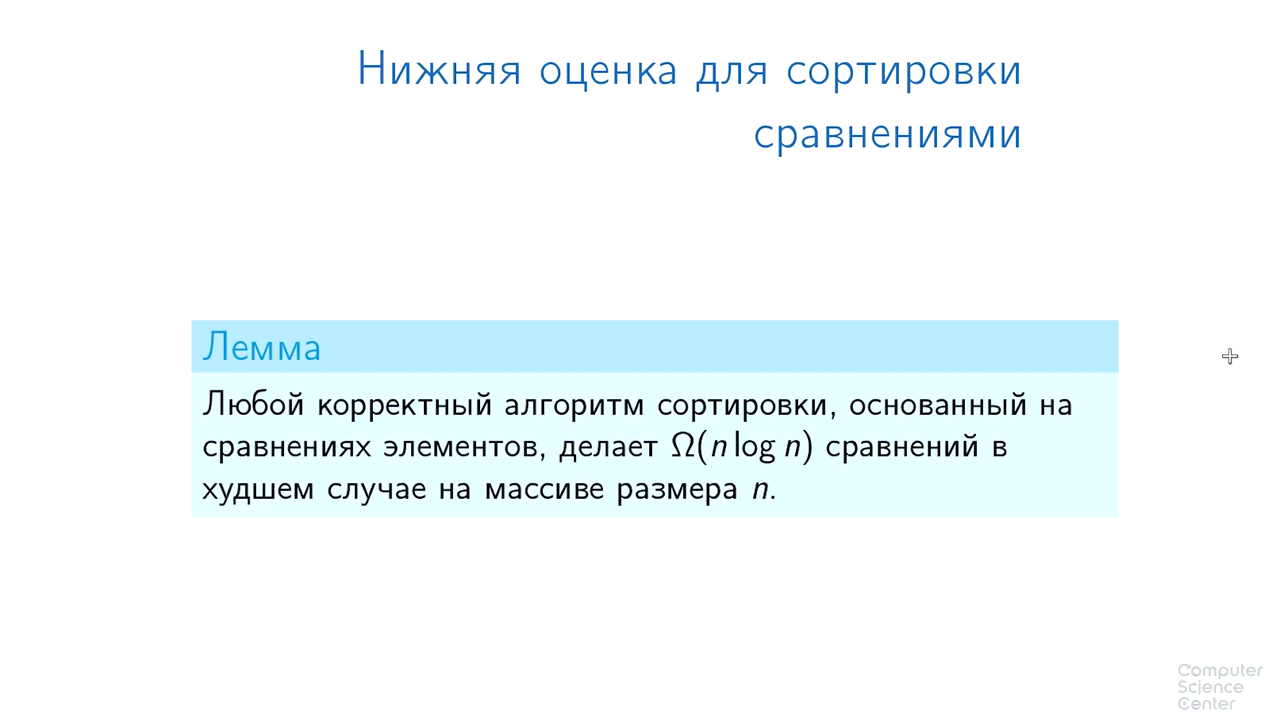 Нижняя оценка для сортировки
сравнениями
Лемма
Любой корректный алгоритм сортировки, основанный на
сравнениях элементов, делает Ω(n log n) сравнений в
худшем случае на массиве размера n.
Computer
Science
Center